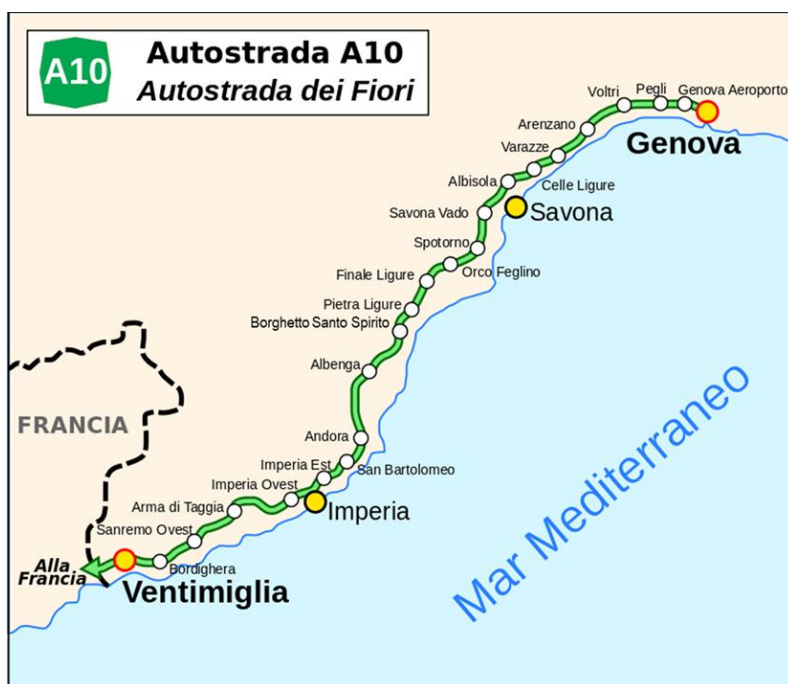 A10
Autostrada A10
Autostrada dei Fiori
Voltri
Pegli
Genova Aeroporto
Arenzano
Genova
Varazze
Albisola
Celle Ligure
Savona Vado
Savona
Spotorno
Orco Feglino
Finale Ligure
Pietra Ligure
Borghetto Santo Spirito
Albenga
Mar Mediterraneo
FRANCIA
Andora
Imperia Est
San Bartolomeo
Imperia Ovest
Arma di Taggia
Imperia
Sanremo Ovest
Alla
Francia
Bordighera
Ventimiglia